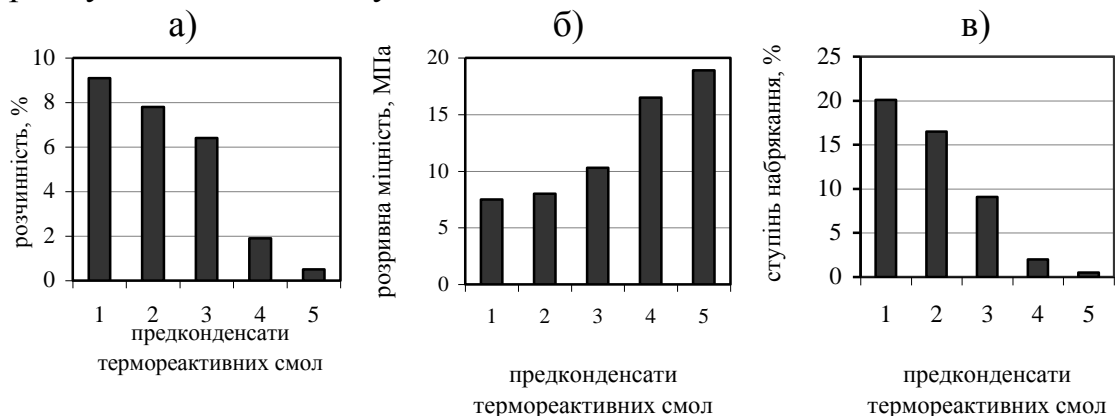 а)
розчинність, %
10
8
6
4
2
0
1 2 3 4 5
предконденсати
термореактивних смол
б)
розривна міцність, МПа
20
15
10
5
0
1 2 3 4 5
предконденсати
термореактивних смол
в)
ступінь набрякання, %
25
20
15
10
5
0
1 2 3 4 5
предконденсати
термореактивних смол